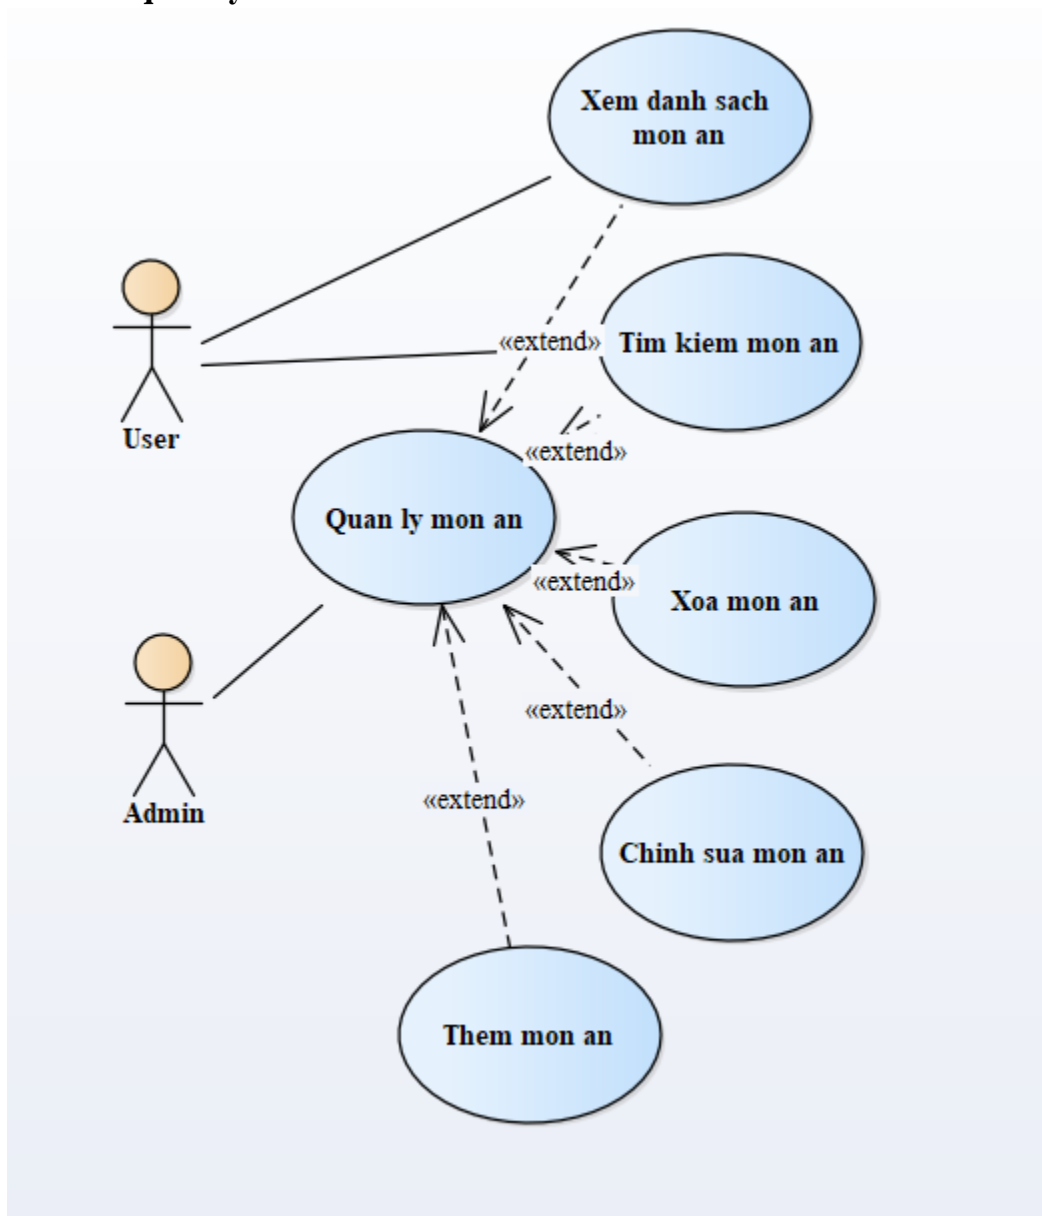 Xem danh sach
mon an
«extend»
Tim kiem mon an
User
«extend»
Quan ly mon an
«extend»
Xoa mon an
«extend»
«extend»
Admin
Chinh sua mon an
Them mon an